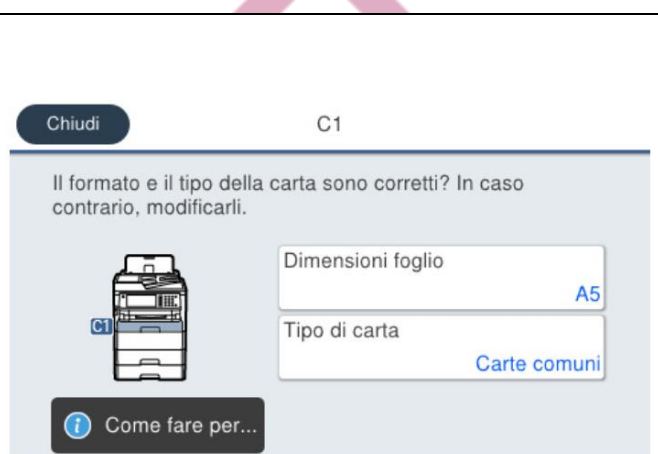 Chiudi
C1
Il formato e il tipo della carta sono corretti? In caso
contrario, modificarli.
Dimensioni foglio
A5
C1
Tipo di carta
Carte comuni
i Come fare per...